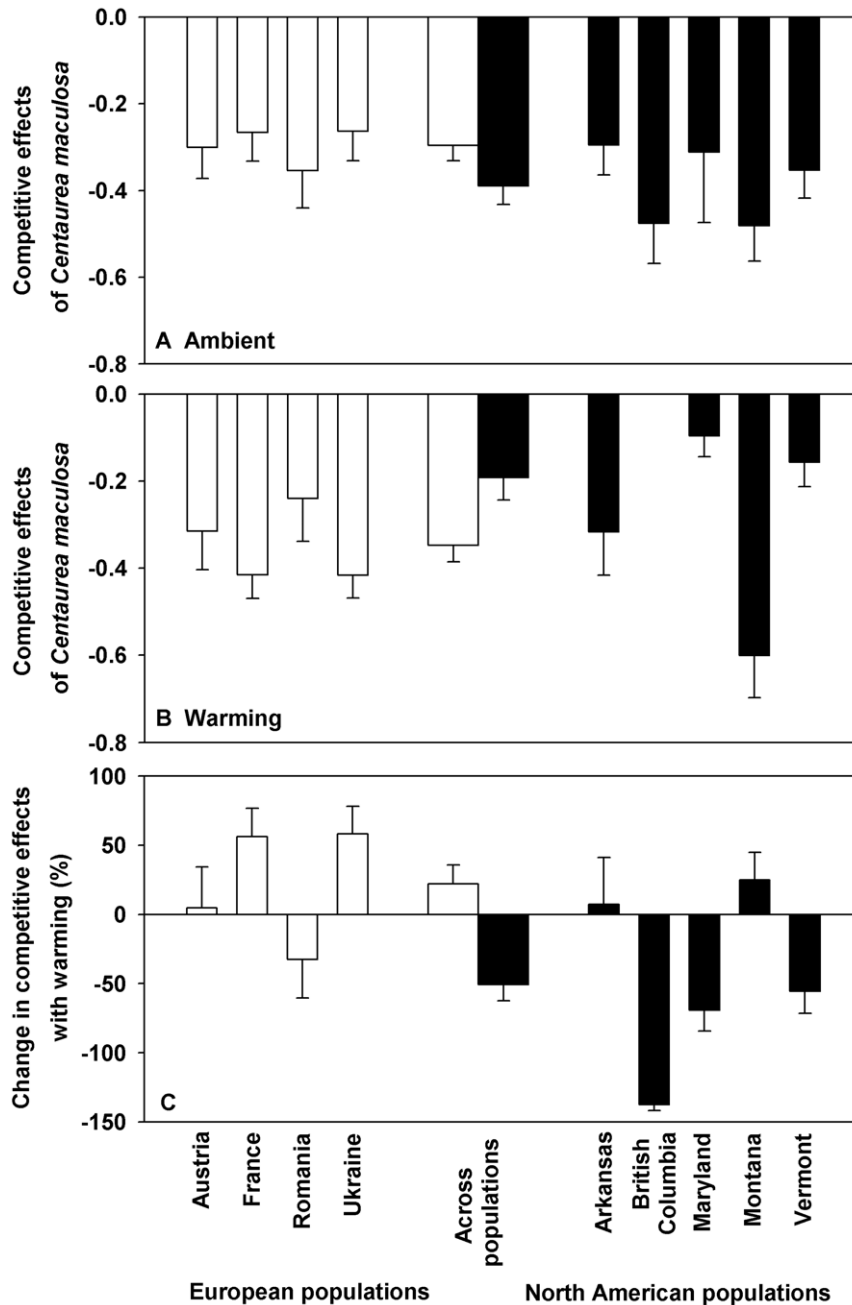 0.0
-0.2
-0.4
-0.6
-0.8
Competitive effects
of Centaurea maculosa
A Ambient
0.0
-0.2
-0.4
-0.6
-0.8
Competitive effects
of Centaurea maculosa
B Warming
100
50
0
-50
-100
-150
Change in competitive effects
with warming (%)
C
Austria
France
Romania
Ukraine
Across
populations
Arkansas
British
Columbia
Maryland
Montana
Vermont
European populations
North American populations